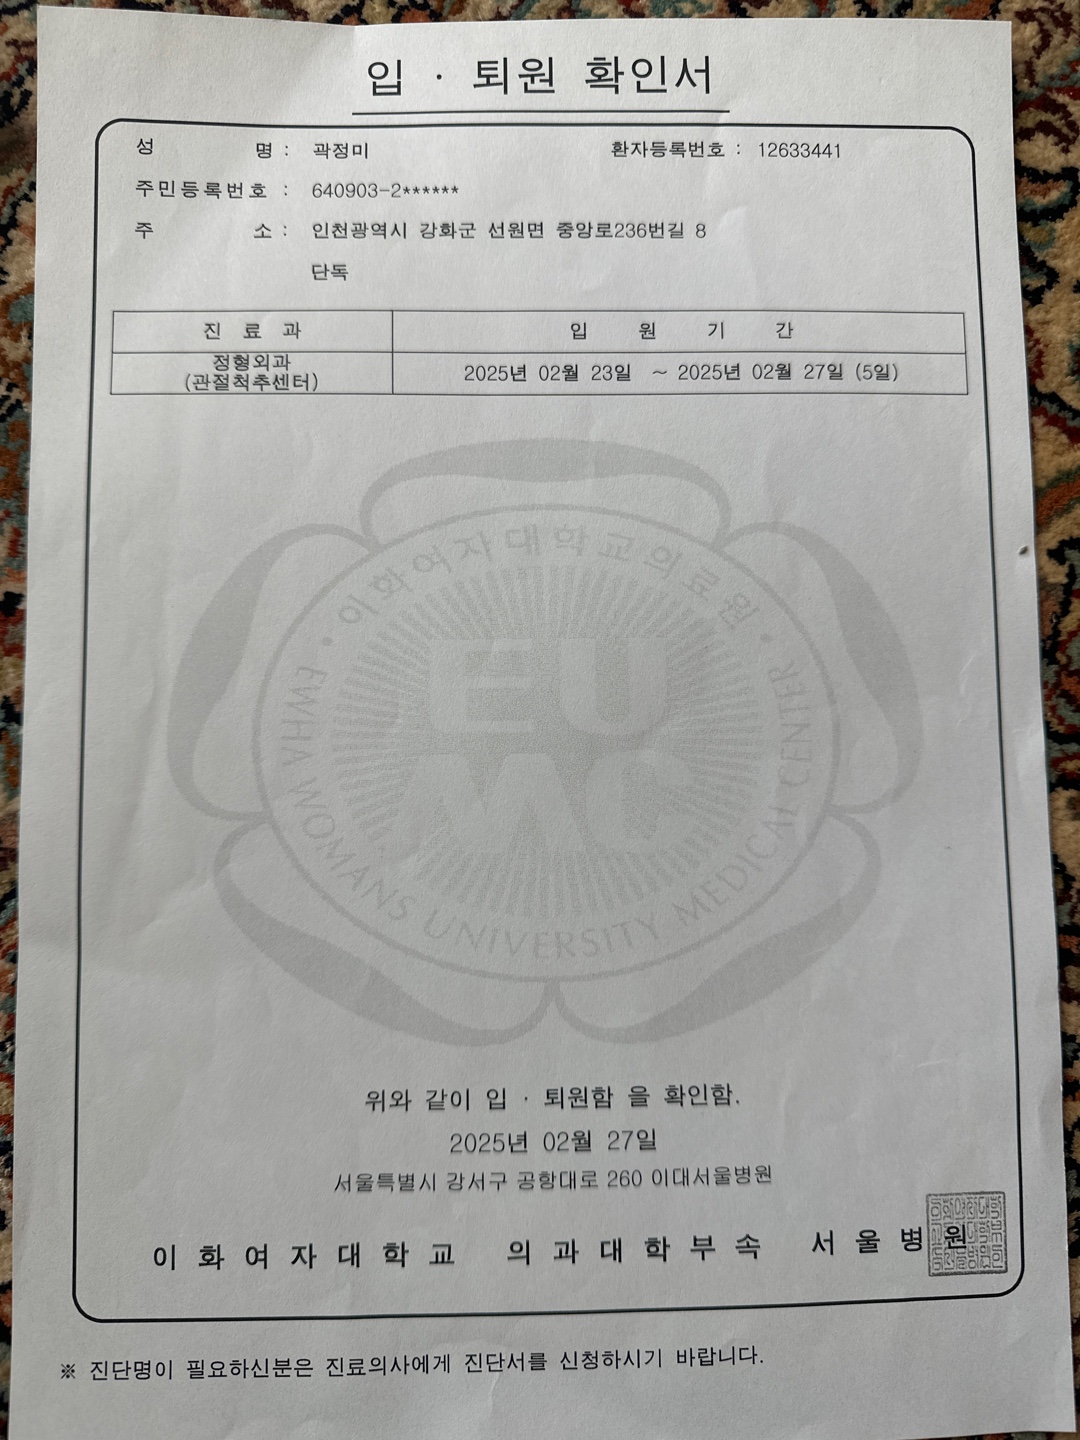 입 · 퇴원 확인서
성 명 : 곽정미 환자등록번호 : 12633441
주민등록번호 : 640903-2******
주 소 : 인천광역시 강화군 선원면 중앙로236번길 8
단독
진 료 과 입 원 기 간
정형외과
(관절척추센터) 2025년 02월 23일 ~ 2025년 02월 27일 (5일)
• 이화여자대학교의료원 •
EWHA WOMANS UNIVERSITY MEDICAL CENTER
EU
MC
위와 같이 입 · 퇴원함 을 확인함.
2025년 02월 27일
서울특별시 강서구 공항대로 260 이대서울병원
이 화 여 자 대 학 교 의 과 대 학 부 속 서 울 병 원
※ 진단명이 필요하신분은 진료의사에게 진단서를 신청하시기 바랍니다.